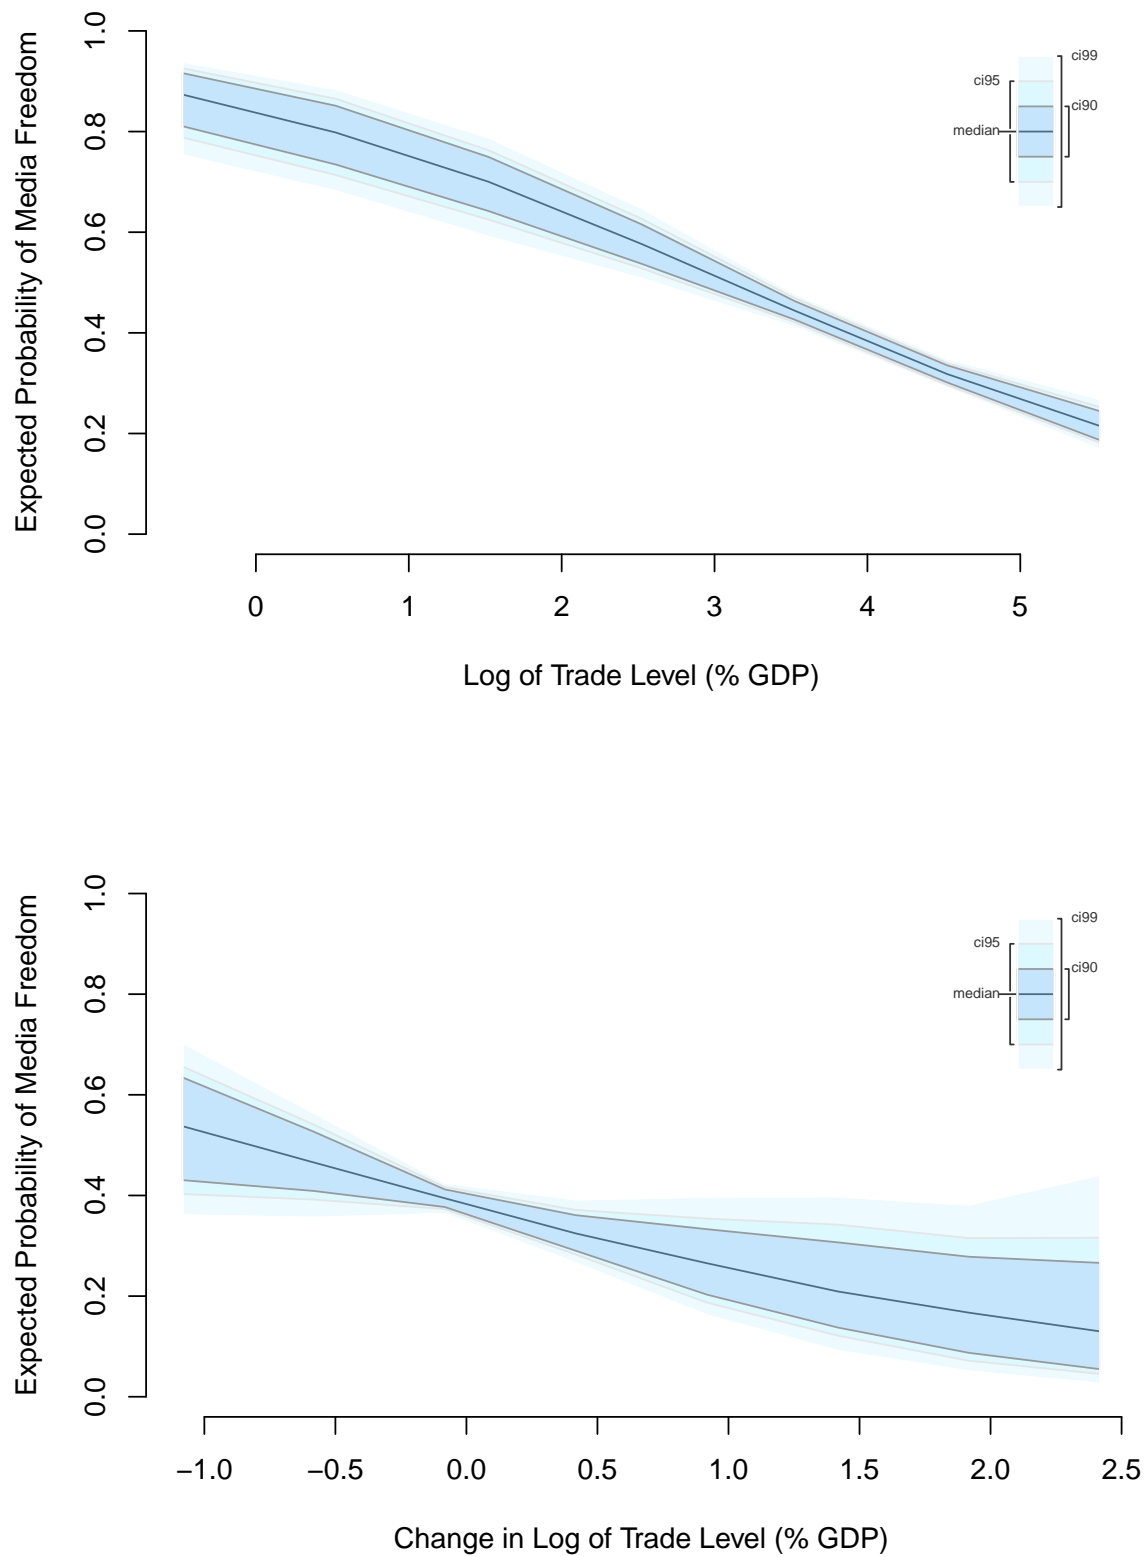 Expected Probability of Media Freedom
1.0
0.8
0.6
0.4
0.2
0.0
ci99
ci95
ci90
median
0 1 2 3 4 5
Log of Trade Level (% GDP)
Expected Probability of Media Freedom
1.0
0.8
0.6
0.4
0.2
0.0
ci99
ci95
ci90
median
−1.0 −0.5 0.0 0.5 1.0 1.5 2.0 2.5
Change in Log of Trade Level (% GDP)